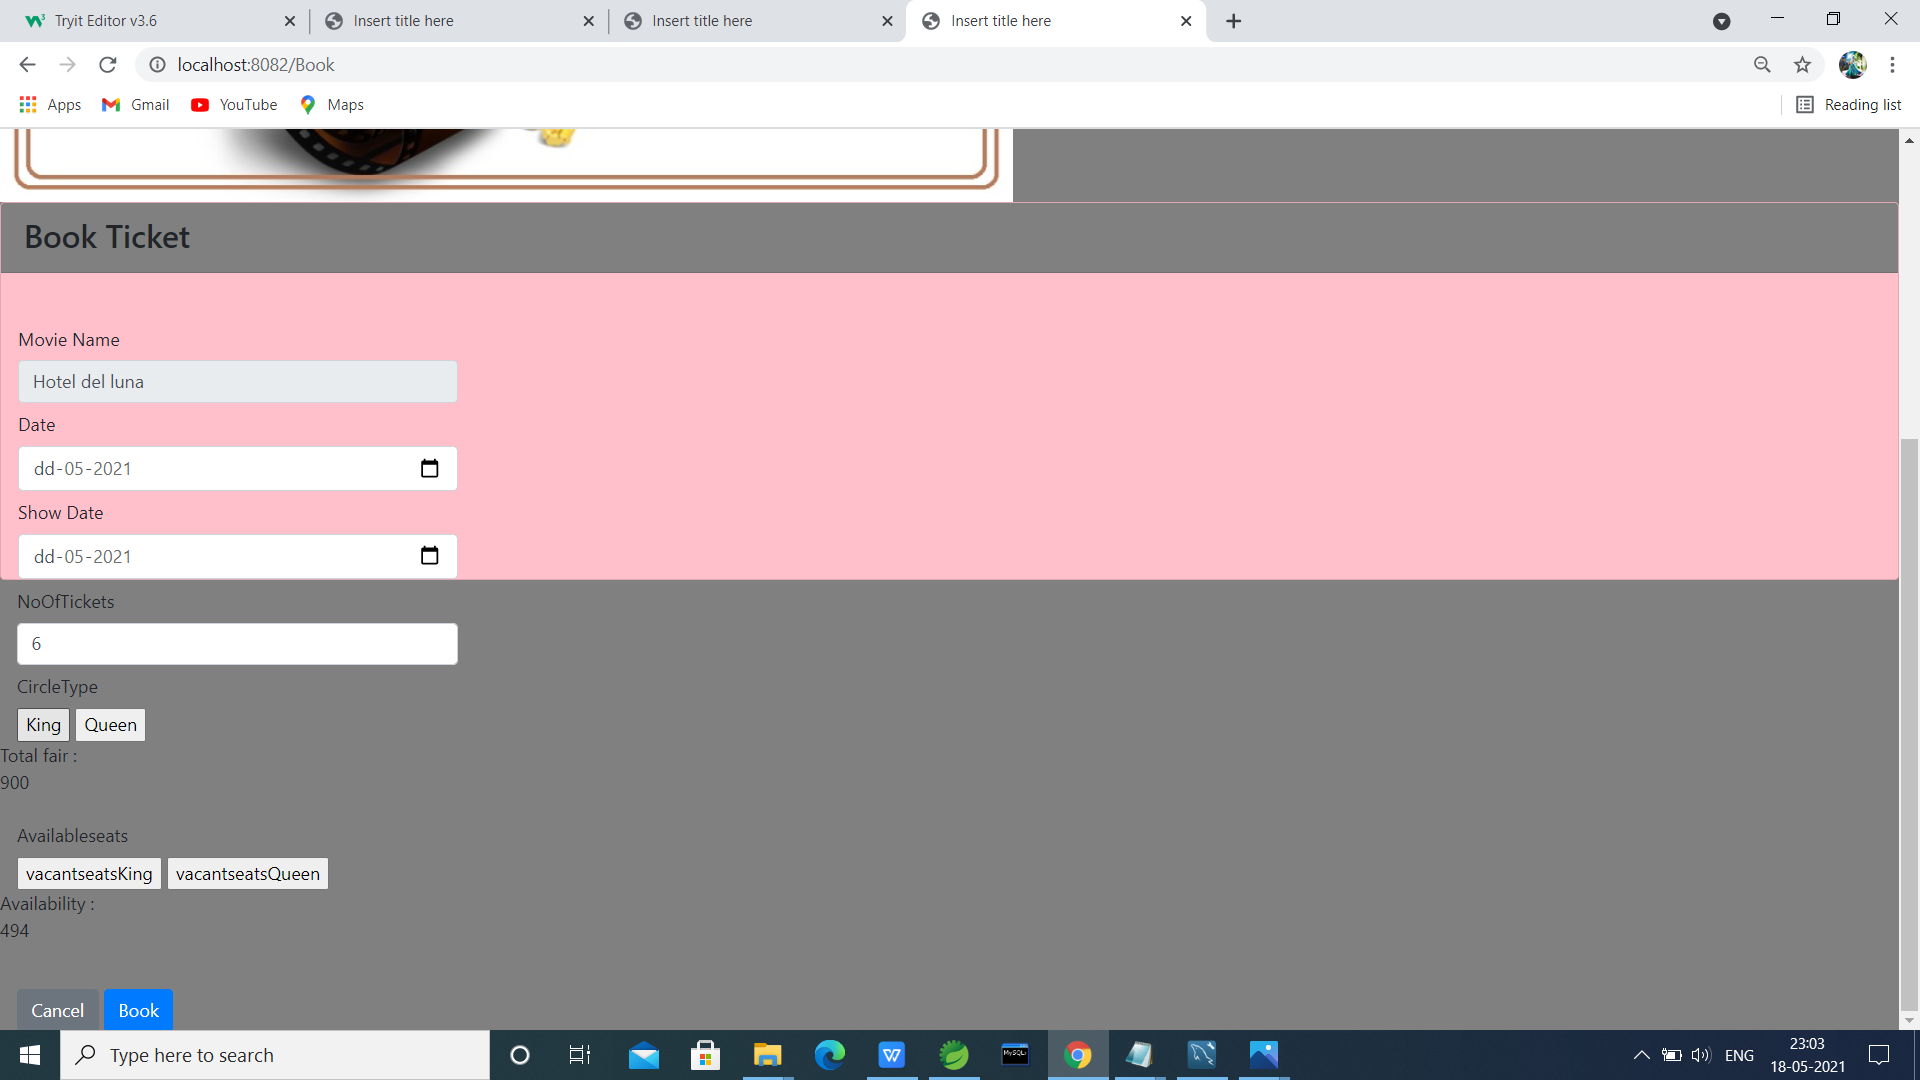 Tryit Editor v3.6
Insert title here
Insert title here
Insert title here
localhost:8082/Book
Apps Gmail YouTube Maps Reading list
Book Ticket
Movie Name
Hotel del luna
Date
dd-05-2021
Show Date
dd-05-2021
NoOfTickets
6
CircleType
King Queen
Total fair :
900
Availableseats
vacantseatsKing vacantseatsQueen
Availability :
494
Cancel Book
Type here to search
W
MySQL
ENG
23:03
18-05-2021